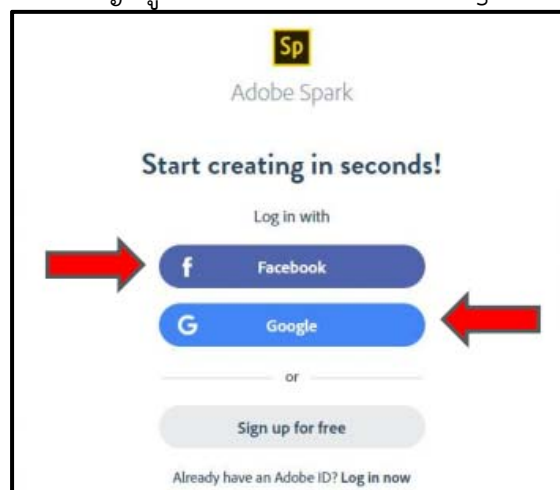 Sp
Adobe Spark
Start creating in seconds!
Log in with
f Facebook
G Google
or
Sign up for free
Already have an Adobe ID? Log in now